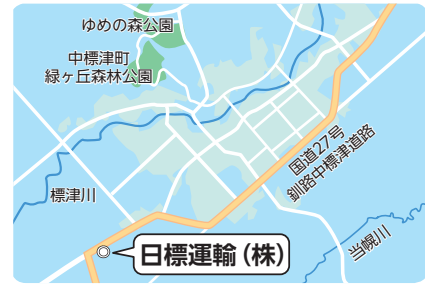 ゆめの森公園
中標津町
緑ヶ丘森林公園
国道27号
釧路中標津道路
標津川
当幌川
日標運輸(株)